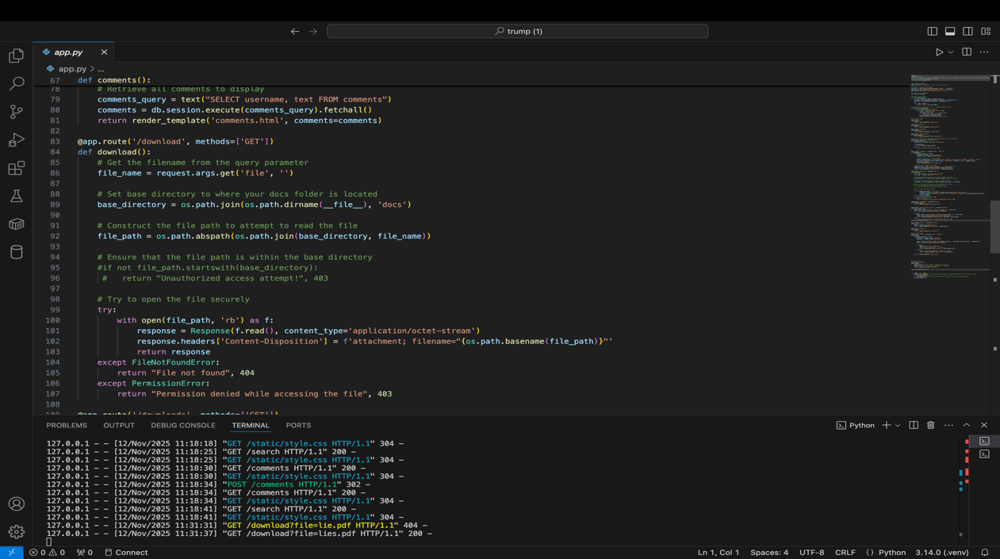 trump (1)
app.py
app.py > ...
67 def comments():
78 # Retrieve all comments to display
79 comments_query = text("SELECT username, text FROM comments")
80 comments = db.session.execute(comments_query).fetchall()
81 return render_template('comments.html', comments=comments)
82
83 @app.route('/download', methods=['GET'])
84 def download():
85 # Get the filename from the query parameter
86 file_name = request.args.get('file', '')
87
88 # Set base directory to where your docs folder is located
89 base_directory = os.path.join(os.path.dirname(__file__), 'docs')
90
91 # Construct the file path to attempt to read the file
92 file_path = os.path.abspath(os.path.join(base_directory, file_name))
93
94 # Ensure that the file path is within the base directory
95 #if not file_path.startswith(base_directory):
96 #   return "Unauthorized access attempt!", 403
97
98 # Try to open the file securely
99 try:
100 with open(file_path, 'rb') as f:
101 response = Response(f.read(), content_type='application/octet-stream')
102 response.headers['Content-Disposition'] = f'attachment; filename="{os.path.basename(file_path)}"'
103 return response
104 except FileNotFoundError:
105 return "File not found", 404
106 except PermissionError:
107 return "Permission denied while accessing the file", 403
108
109 @app.route('/downloads', methods=['GET'])
PROBLEMS OUTPUT DEBUG CONSOLE TERMINAL PORTS Python
127.0.0.1 - - [12/Nov/2025 11:18:18] "GET /static/style.css HTTP/1.1" 304 -
127.0.0.1 - - [12/Nov/2025 11:18:25] "GET /search HTTP/1.1" 200 -
127.0.0.1 - - [12/Nov/2025 11:18:25] "GET /static/style.css HTTP/1.1" 304 -
127.0.0.1 - - [12/Nov/2025 11:18:30] "GET /comments HTTP/1.1" 200 -
127.0.0.1 - - [12/Nov/2025 11:18:30] "GET /static/style.css HTTP/1.1" 304 -
127.0.0.1 - - [12/Nov/2025 11:18:34] "POST /comments HTTP/1.1" 302 -
127.0.0.1 - - [12/Nov/2025 11:18:34] "GET /comments HTTP/1.1" 200 -
127.0.0.1 - - [12/Nov/2025 11:18:34] "GET /static/style.css HTTP/1.1" 304 -
127.0.0.1 - - [12/Nov/2025 11:18:41] "GET /search HTTP/1.1" 200 -
127.0.0.1 - - [12/Nov/2025 11:18:41] "GET /static/style.css HTTP/1.1" 304 -
127.0.0.1 - - [12/Nov/2025 11:31:31] "GET /download?file=lie.pdf HTTP/1.1" 404 -
127.0.0.1 - - [12/Nov/2025 11:31:37] "GET /download?file=lies.pdf HTTP/1.1" 200 -
0 0 0 Connect Ln 1, Col 1 Spaces: 4 UTF-8 CRLF {} Python 3.14.0 (.venv)